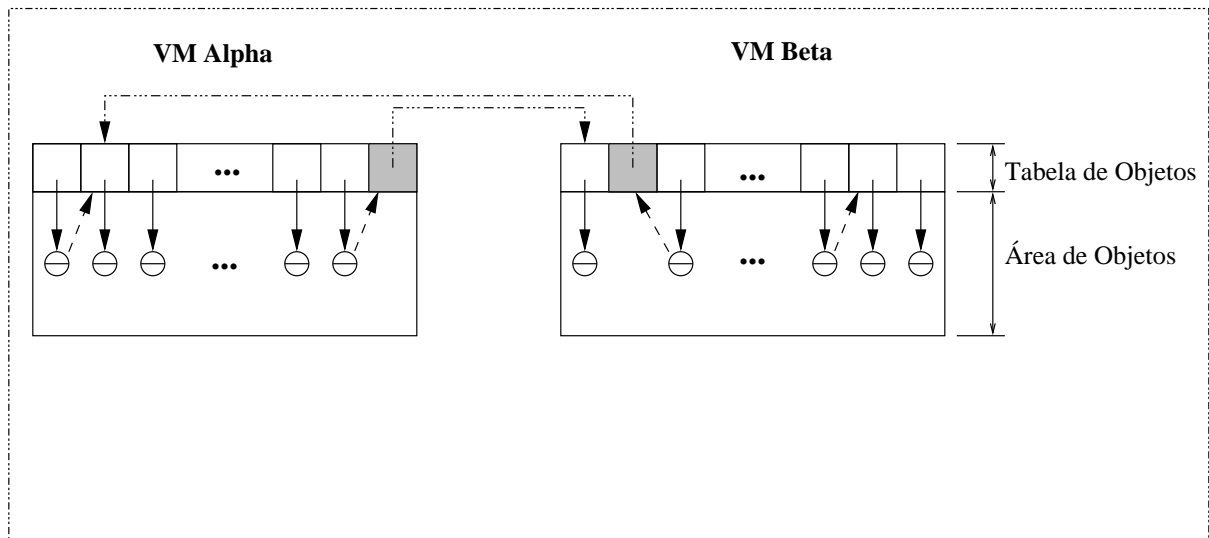 VM Alpha
VM Beta
...
...
Tabela de Objetos
...
...
Área de Objetos